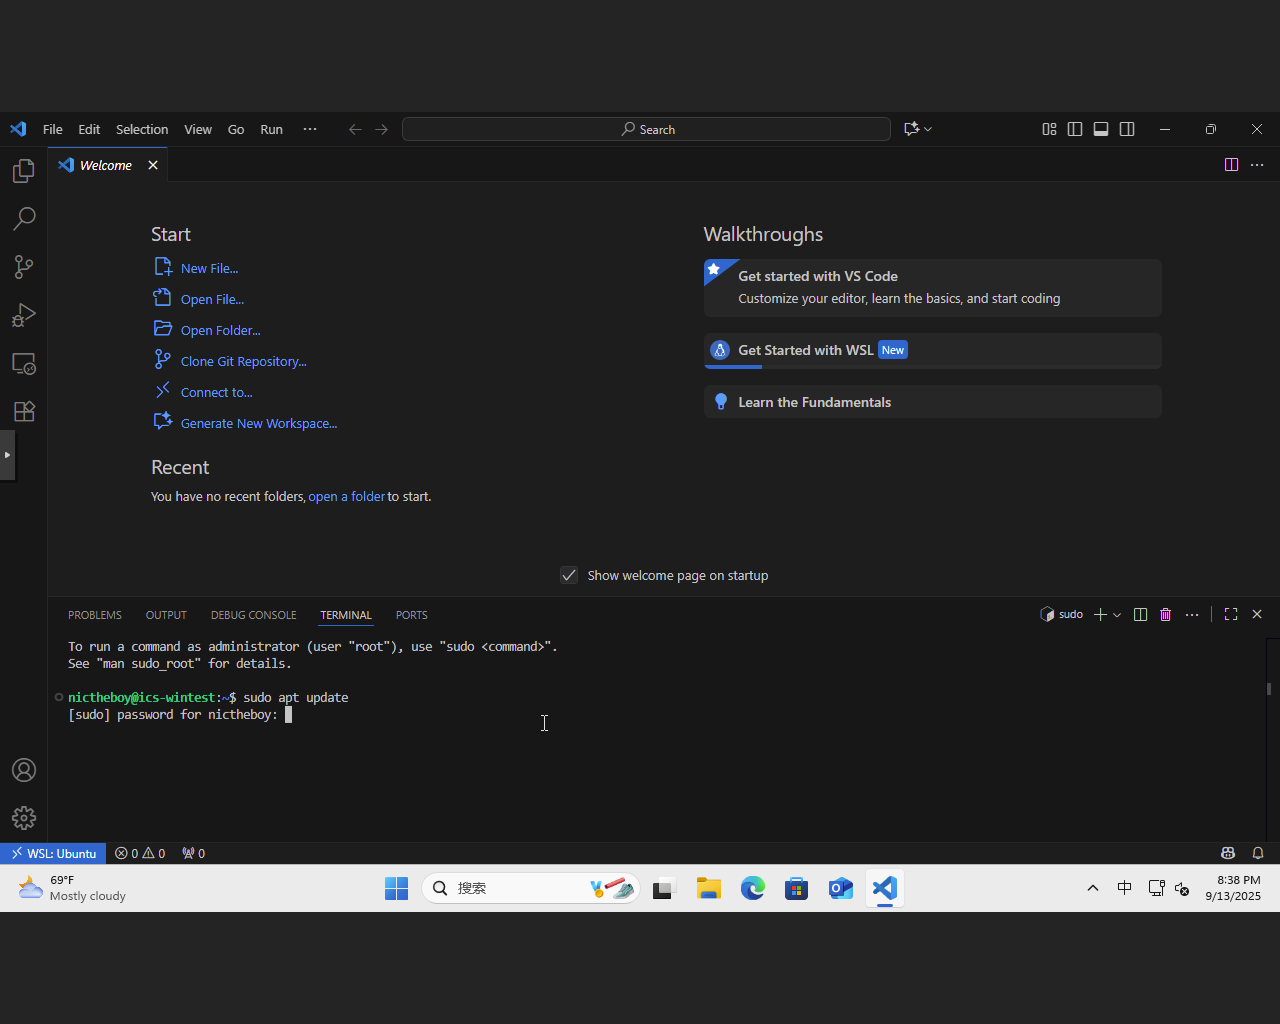 File Edit Selection View Go Run ···
Search
Welcome
Start
New File...
Open File...
Open Folder...
Clone Git Repository...
Connect to...
Generate New Workspace...
Recent
You have no recent folders, open a folder to start.
Walkthroughs
Get started with VS Code
Customize your editor, learn the basics, and start coding
Get Started with WSL New
Learn the Fundamentals
Show welcome page on startup
PROBLEMS OUTPUT DEBUG CONSOLE TERMINAL PORTS
sudo
To run a command as administrator (user "root"), use "sudo <command>".
See "man sudo_root" for details.
nictheboy@ics-wintest:~$ sudo apt update
[sudo] password for nictheboy:
WSL: Ubuntu 0 0 0
69°F
Mostly cloudy
搜索
中
8:38 PM
9/13/2025